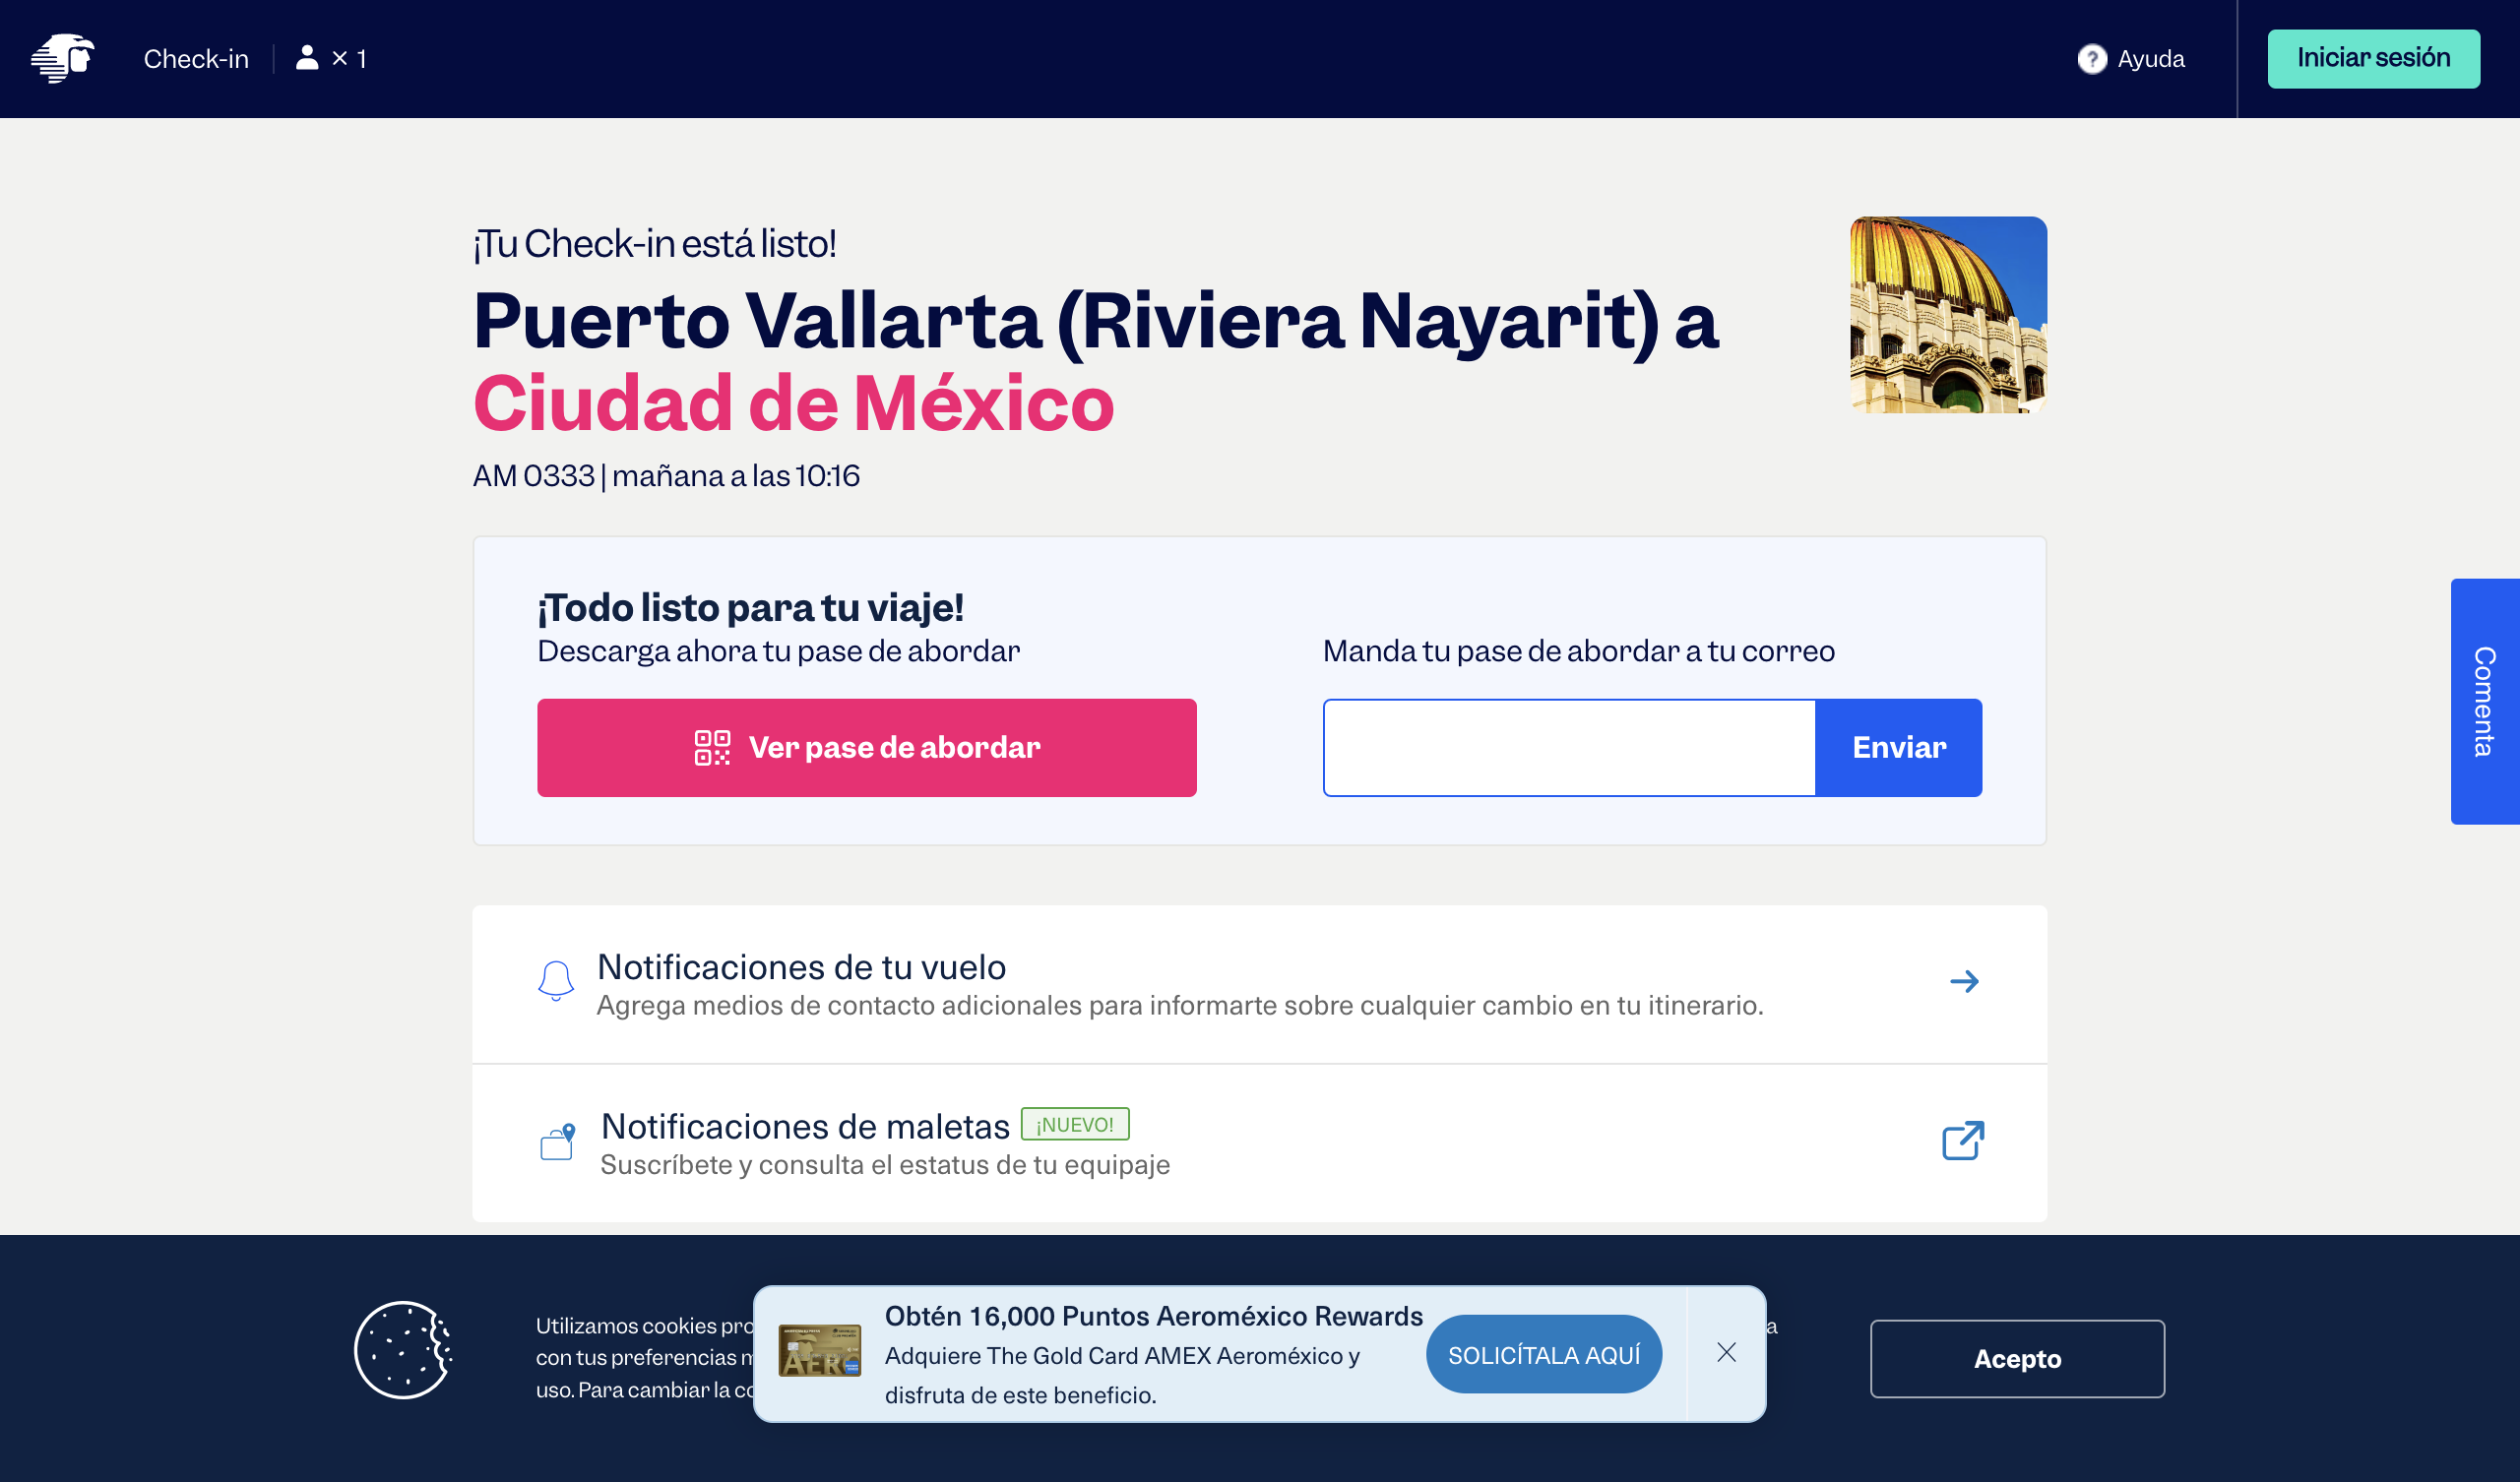 Check-in
× 1
? Ayuda
Iniciar sesión
¡Tu Check-in está listo!
Puerto Vallarta (Riviera Nayarit) a
Ciudad de México
AM 0333 | mañana a las 10:16
¡Todo listo para tu viaje!
Descarga ahora tu pase de abordar
Ver pase de abordar
Manda tu pase de abordar a tu correo
Enviar
Comenta
Notificaciones de tu vuelo
Agrega medios de contacto adicionales para informarte sobre cualquier cambio en tu itinerario.
Notificaciones de maletas ¡NUEVO!
Suscríbete y consulta el estatus de tu equipaje
Utilizamos cookies
con tus preferencias
uso. Para cambiar la
Obtén 16,000 Puntos Aeroméxico Rewards
Adquiere The Gold Card AMEX Aeroméxico y
disfruta de este beneficio.
SOLICÍTALA AQUÍ
Acepto